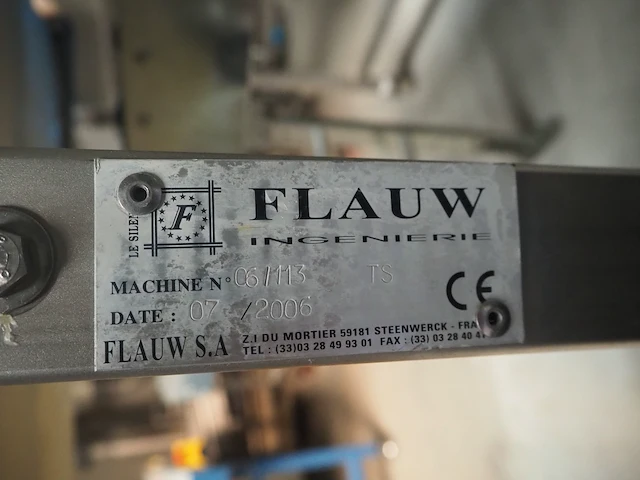 LE SILEN
F
FLAUW
INGENIERIE
MACHINE N° 06/113 TS
DATE : 07 /2006
CE
FLAUW S.A Z.I DU MORTIER 59181 STEENWERCK - FRA
TEL : (33)03 28 49 93 01 FAX : (33) 03 28 40 4